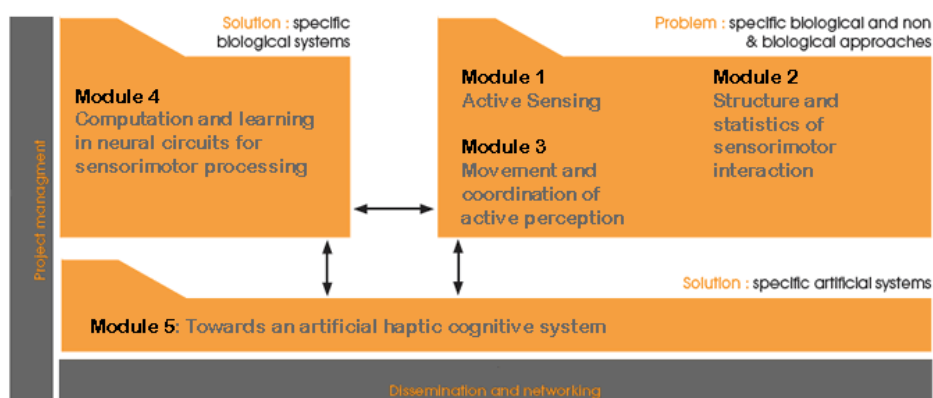 Project managment
Solution : specific
biological systems
Module 4
Computation and learning
in neural circuits for
sensorimotor processing
Problem : specific biological and non
& biological approaches
Module 1
Active Sensing
Module 2
Structure and
statistics of
sensorimotor
interaction
Module 3
Movement and
coordination of
active perception
Solution : specific artificial systems
Module 5: Towards an artificial haptic cognitive system
Dissemination and networking